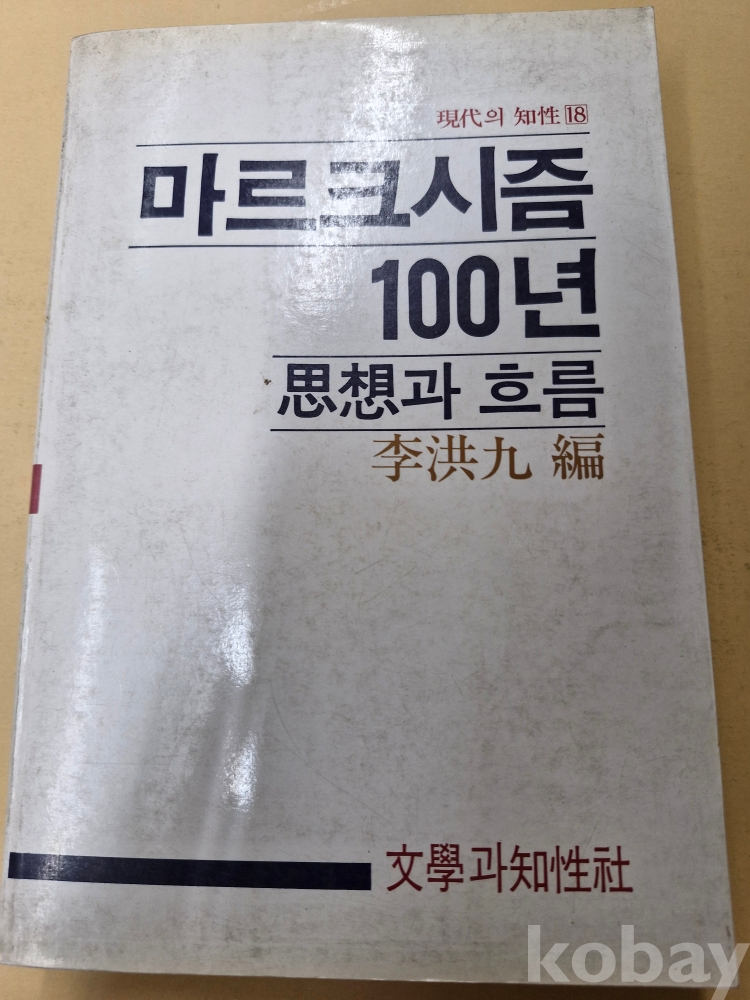 現代의 知性 18
마르크시즘
100년
思想과 흐름
李洪九 編
文學과知性社
kobay